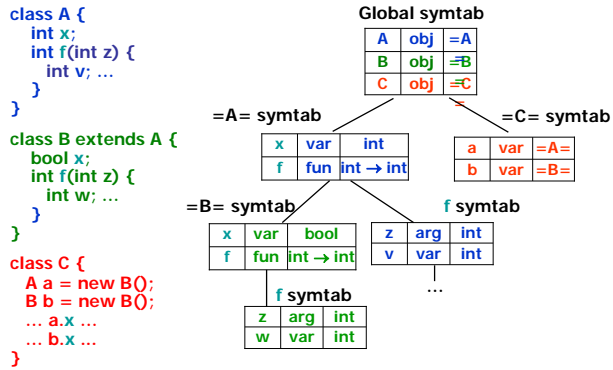 class A {
int x;
int f(int z) {
int v; ...
}
}
class B extends A {
bool x;
int f(int z) {
int w; ...
}
}
class C {
A a = new B();
B b = new B();
... a.x ...
... b.x ...
}
Global symtab
A obj =A
=
B obj =B
=
C obj =C
=
=A= symtab
x var int
f fun int → int
=C= symtab
a var =A=
b var =B=
=B= symtab
x var bool
f fun int → int
f symtab
z arg int
v var int
...
f symtab
z arg int
w var int